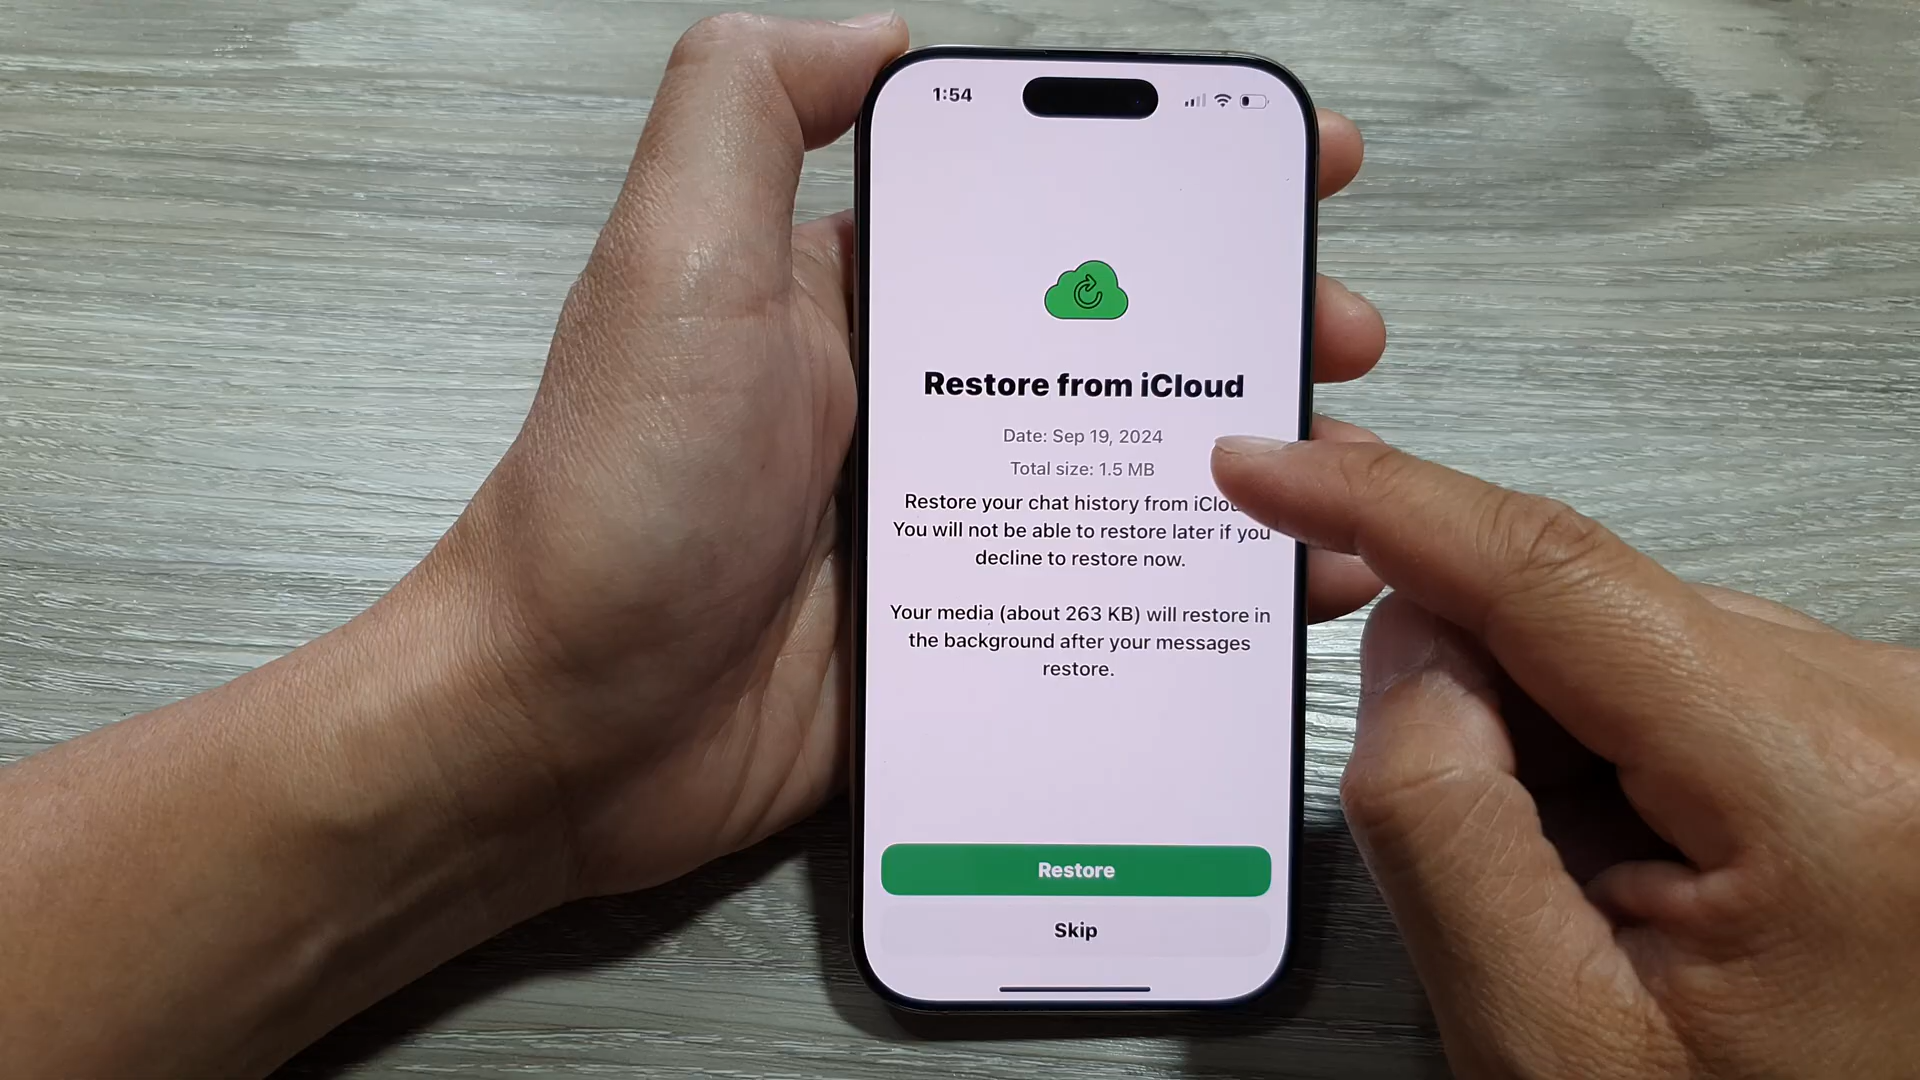 1:54
Restore from iCloud
Date: Sep 19, 2024
Total size: 1.5 MB
Restore your chat history from
You will not be able to restore later if you
decline to restore now.
Your media (about 263 KB) will restore in
the background after your messages
restore.
Restore
Skip